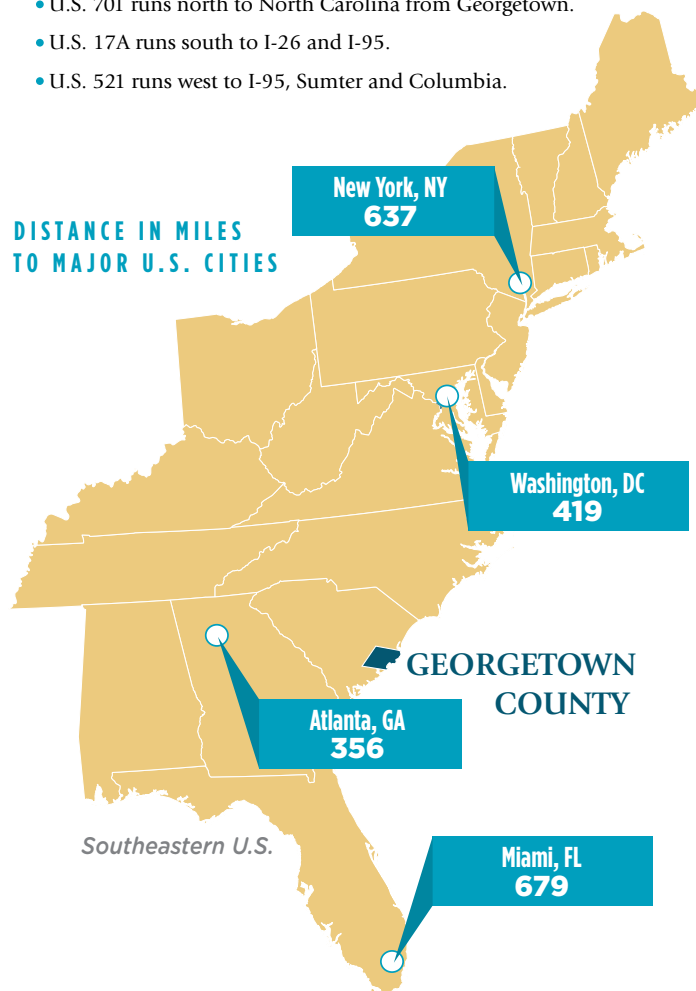 • U.S. 701 runs north to North Carolina from Georgetown.
• U.S. 17A runs south to I-26 and I-95.
• U.S. 521 runs west to I-95, Sumter and Columbia.
New York, NY
637
DISTANCE IN MILES
TO MAJOR U.S. CITIES
Washington, DC
419
GEORGETOWN
COUNTY
Atlanta, GA
356
Southeastern U.S.
Miami, FL
679